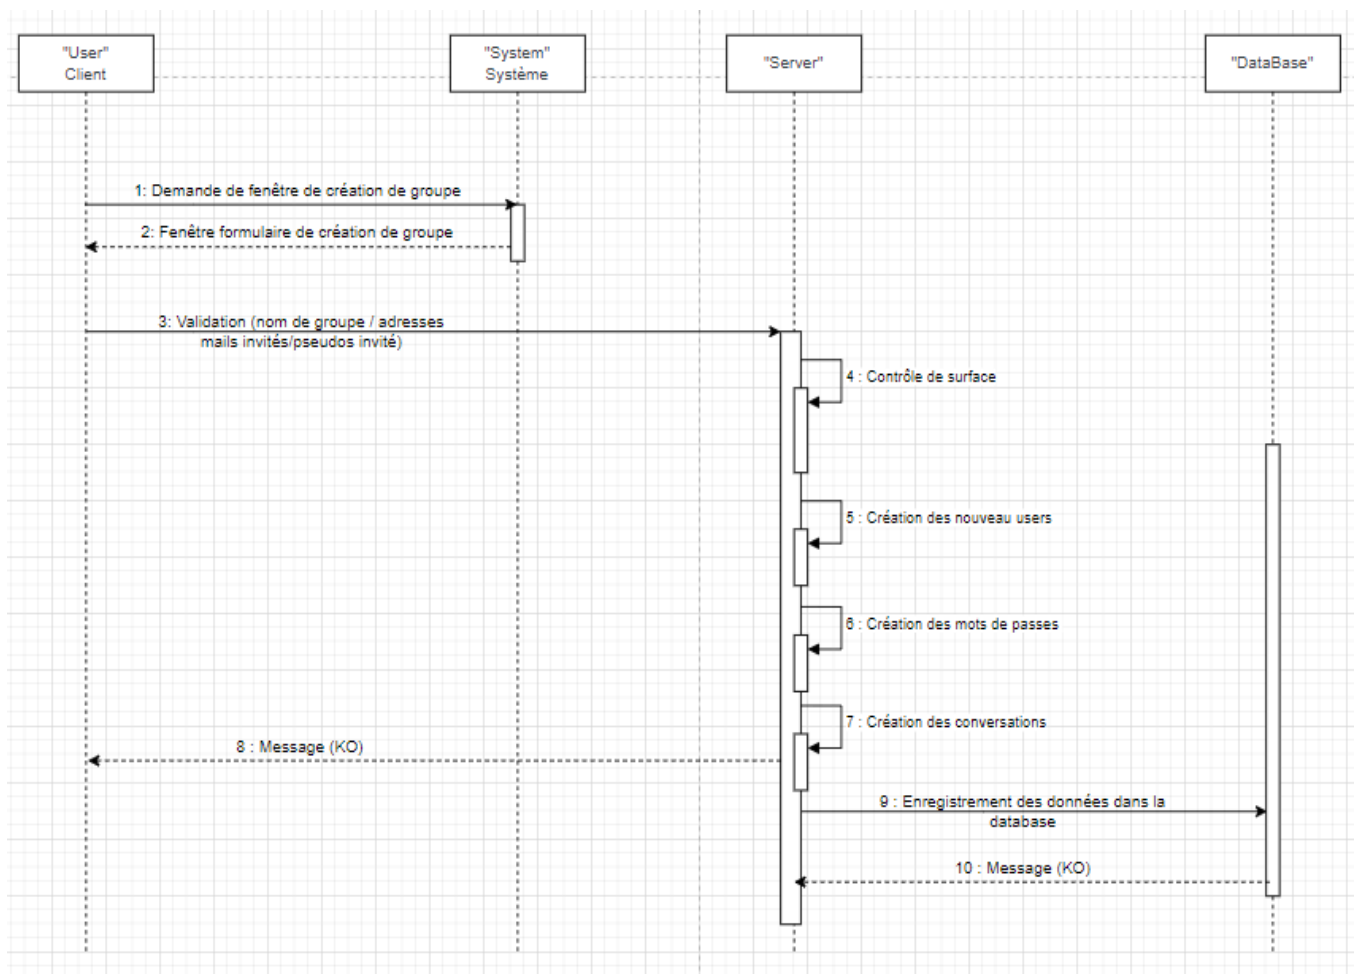 "User"
Client
"System"
Système
"Server"
"DataBase"
1: Demande de fenêtre de création de groupe
2: Fenêtre formulaire de création de groupe
3: Validation (nom de groupe / adresses
mails invités/pseudos invité)
4 : Contrôle de surface
5 : Création des nouveau users
6 : Création des mots de passes
7 : Création des conversations
8 : Message (KO)
9 : Enregistrement des données dans la
database
10 : Message (KO)